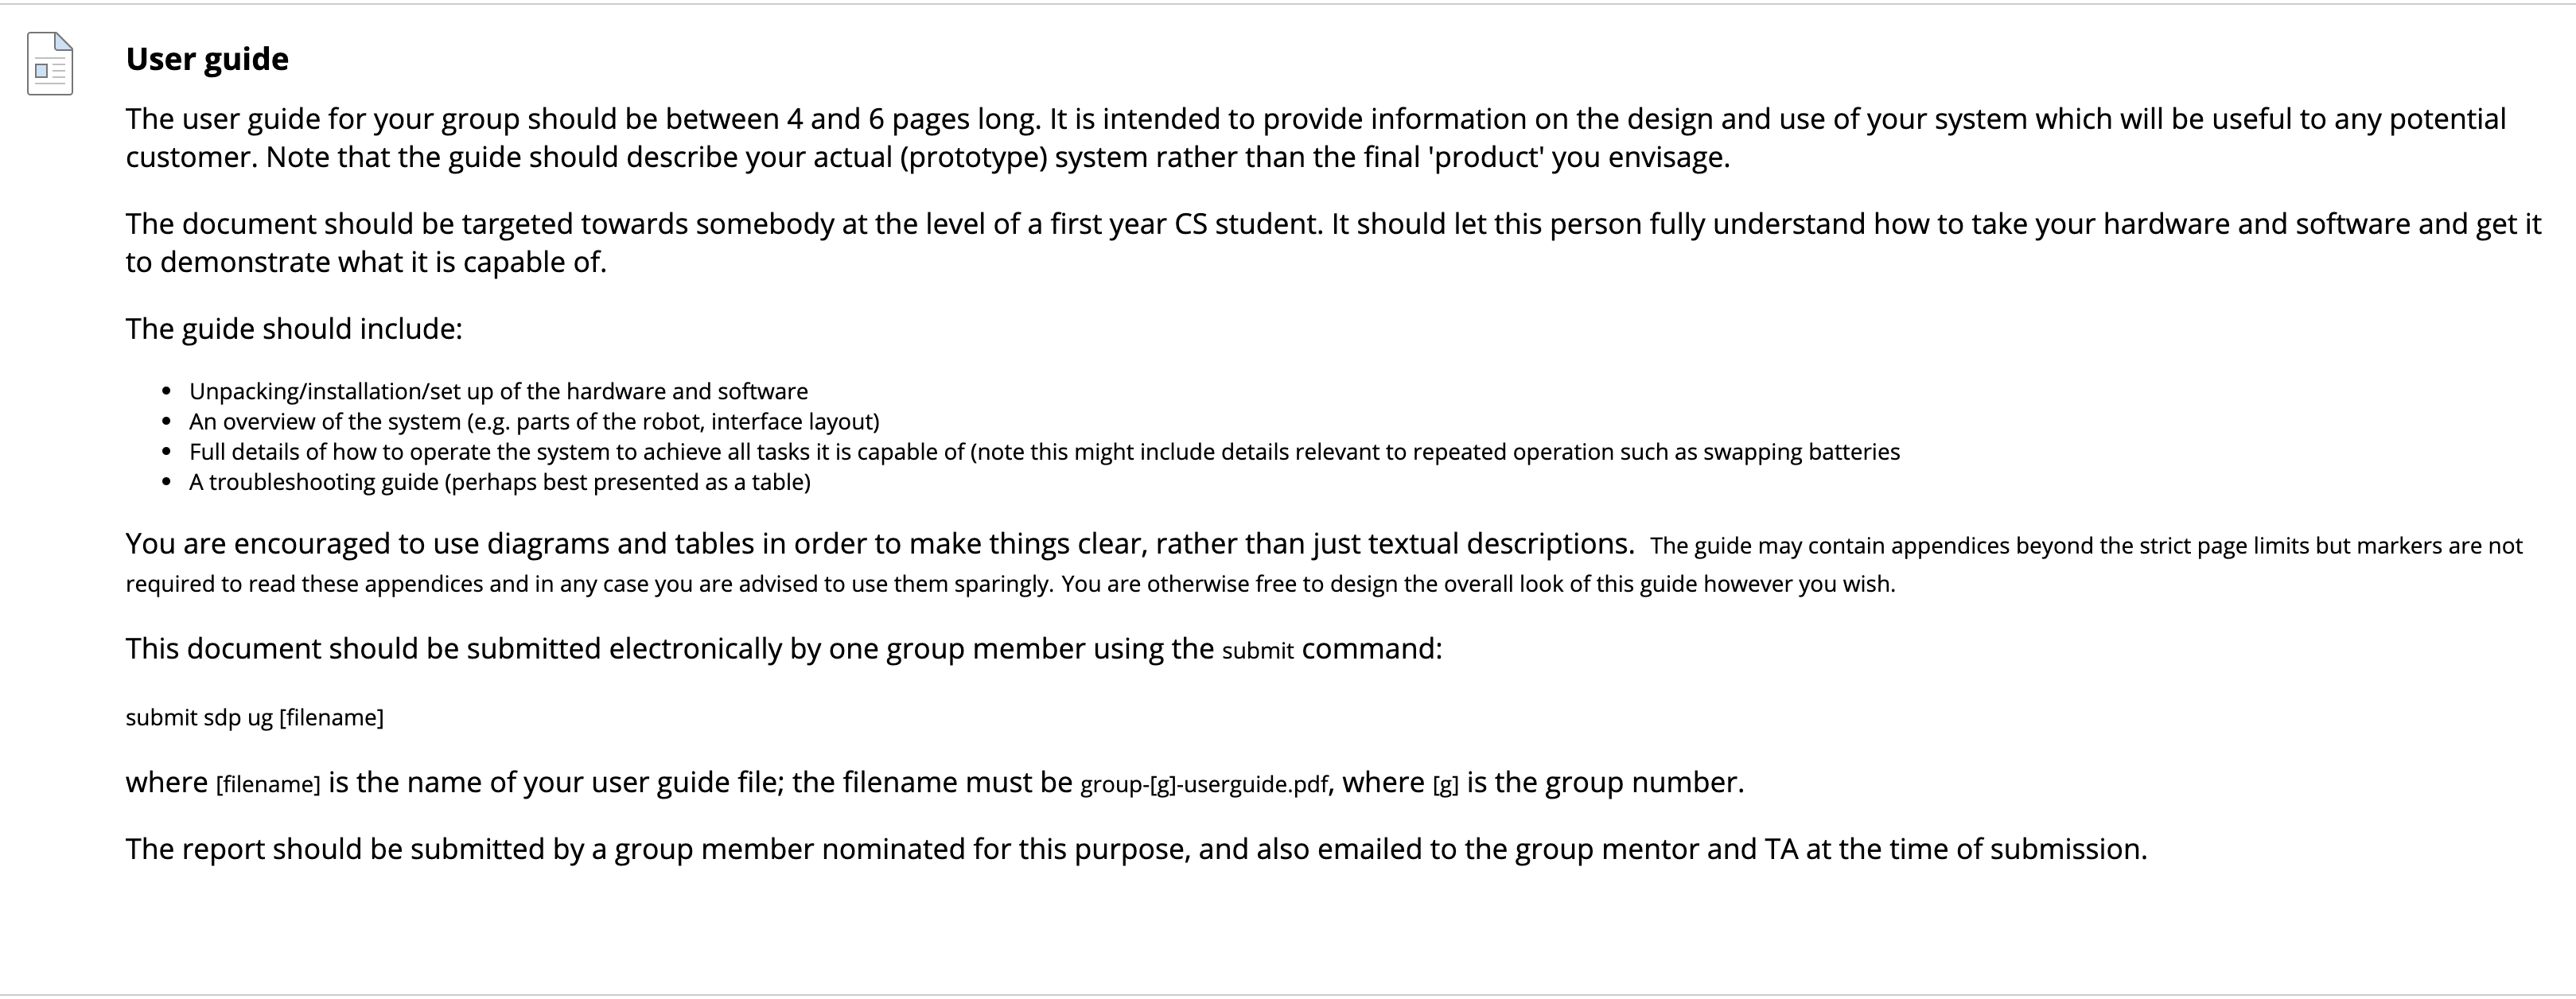 User guide
The user guide for your group should be between 4 and 6 pages long. It is intended to provide information on the design and use of your system which will be useful to any potential
customer. Note that the guide should describe your actual (prototype) system rather than the final 'product' you envisage.
The document should be targeted towards somebody at the level of a first year CS student. It should let this person fully understand how to take your hardware and software and get it
to demonstrate what it is capable of.
The guide should include:
• Unpacking/installation/set up of the hardware and software
• An overview of the system (e.g. parts of the robot, interface layout)
• Full details of how to operate the system to achieve all tasks it is capable of (note this might include details relevant to repeated operation such as swapping batteries
• A troubleshooting guide (perhaps best presented as a table)
You are encouraged to use diagrams and tables in order to make things clear, rather than just textual descriptions. The guide may contain appendices beyond the strict page limits but markers are not
required to read these appendices and in any case you are advised to use them sparingly. You are otherwise free to design the overall look of this guide however you wish.
This document should be submitted electronically by one group member using the submit command:
submit sdp ug [filename]
where [filename] is the name of your user guide file; the filename must be group-[g]-userguide.pdf, where [g] is the group number.
The report should be submitted by a group member nominated for this purpose, and also emailed to the group mentor and TA at the time of submission.